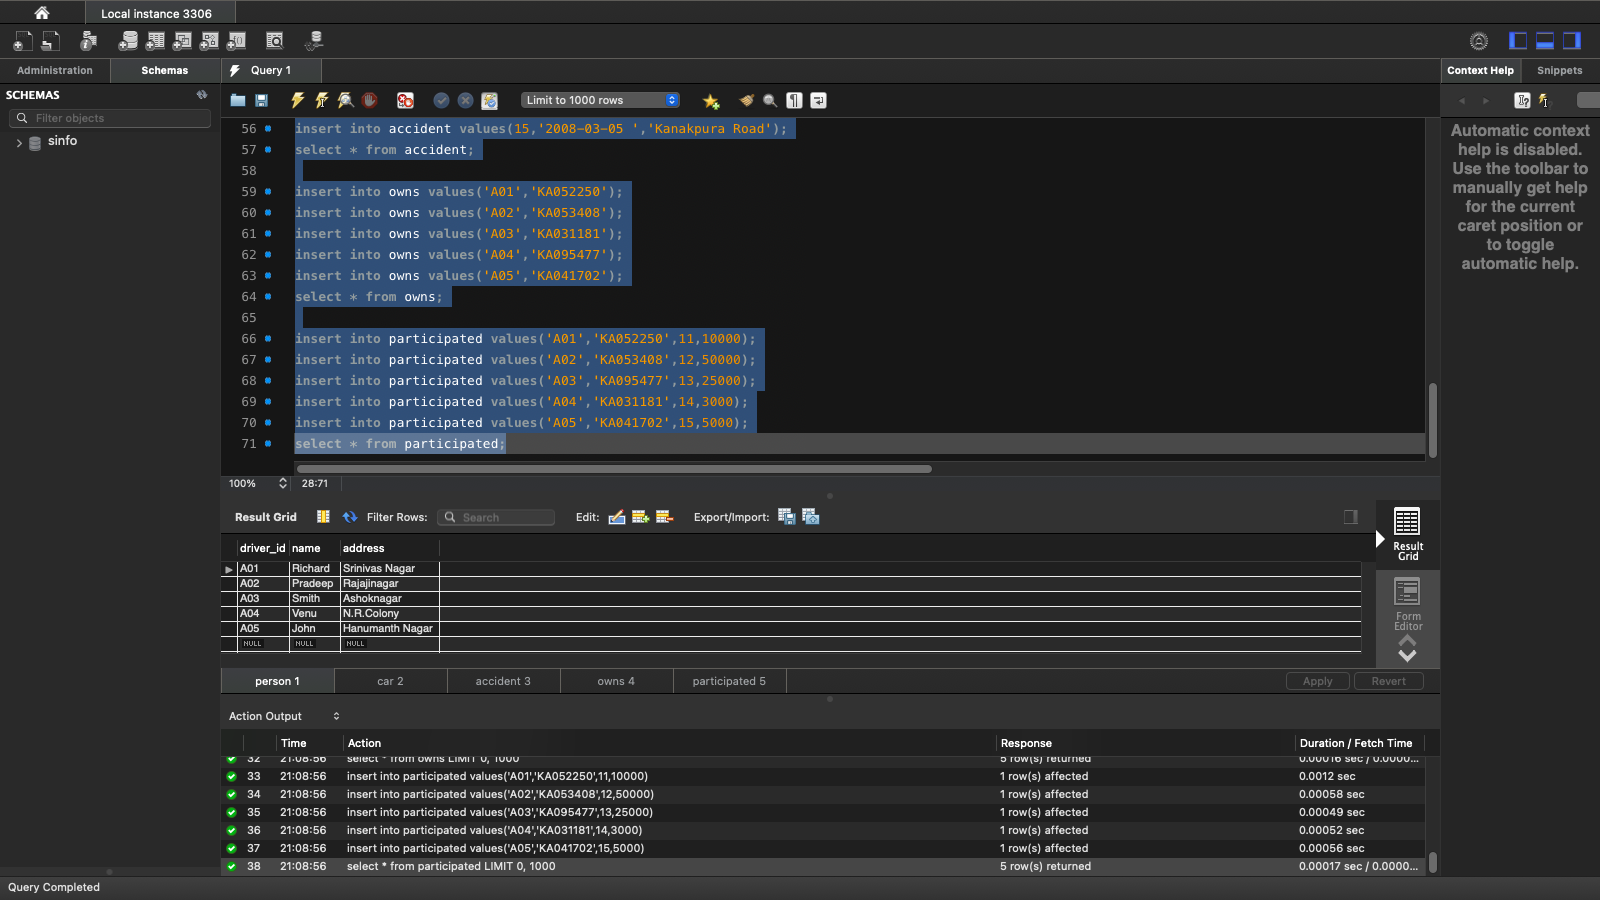 Local instance 3306
Administration
Schemas
Query 1
Context Help
Snippets
SCHEMAS
Limit to 1000 rows
Filter objects
sinfo
56 insert into accident values(15,'2008-03-05 ','Kanakpura Road');
57 select * from accident;
58
59 insert into owns values('A01','KA052250');
60 insert into owns values('A02','KA053408');
61 insert into owns values('A03','KA031181');
62 insert into owns values('A04','KA095477');
63 insert into owns values('A05','KA041702');
64 select * from owns;
65
66 insert into participated values('A01','KA052250',11,10000);
67 insert into participated values('A02','KA053408',12,50000);
68 insert into participated values('A03','KA095477',13,25000);
69 insert into participated values('A04','KA031181',14,3000);
70 insert into participated values('A05','KA041702',15,5000);
71 select * from participated;
Automatic context
help is disabled.
Use the toolbar to
manually get help
for the current
caret position or
to toggle
automatic help.
100% 28:71
Result Grid Filter Rows: Search Edit: Export/Import:
driver_id name address
A01 Richard Srinivas Nagar
A02 Pradeep Rajajinagar
A03 Smith Ashoknagar
A04 Venu N.R.Colony
A05 John Hanumanth Nagar
NULL NULL NULL
Result
Grid
Form
Editor
person 1 car 2 accident 3 owns 4 participated 5 Apply Revert
Action Output
Time Action Response Duration / Fetch Time
32 21:08:56 select * from owns LIMIT 0, 1000 5 row(s) returned 0.00016 sec / 0.0000...
33 21:08:56 insert into participated values('A01','KA052250',11,10000) 1 row(s) affected 0.0012 sec
34 21:08:56 insert into participated values('A02','KA053408',12,50000) 1 row(s) affected 0.00058 sec
35 21:08:56 insert into participated values('A03','KA095477',13,25000) 1 row(s) affected 0.00049 sec
36 21:08:56 insert into participated values('A04','KA031181',14,3000) 1 row(s) affected 0.00052 sec
37 21:08:56 insert into participated values('A05','KA041702',15,5000) 1 row(s) affected 0.00056 sec
38 21:08:56 select * from participated LIMIT 0, 1000 5 row(s) returned 0.00017 sec / 0.0000...
Query Completed